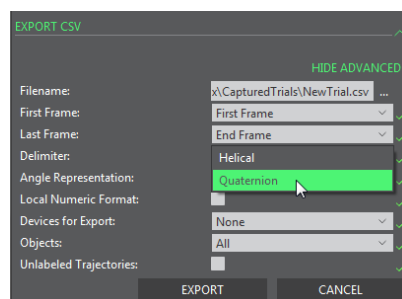 EXPORT CSV
HIDE ADVANCED
Filename: x\CapturedTrials\NewTrial.csv ...
First Frame: First Frame
Last Frame: End Frame
Delimiter: Helical
Angle Representation: Quaternion
Local Numeric Format:
Devices for Export: None
Objects: All
Unlabeled Trajectories:
EXPORT CANCEL